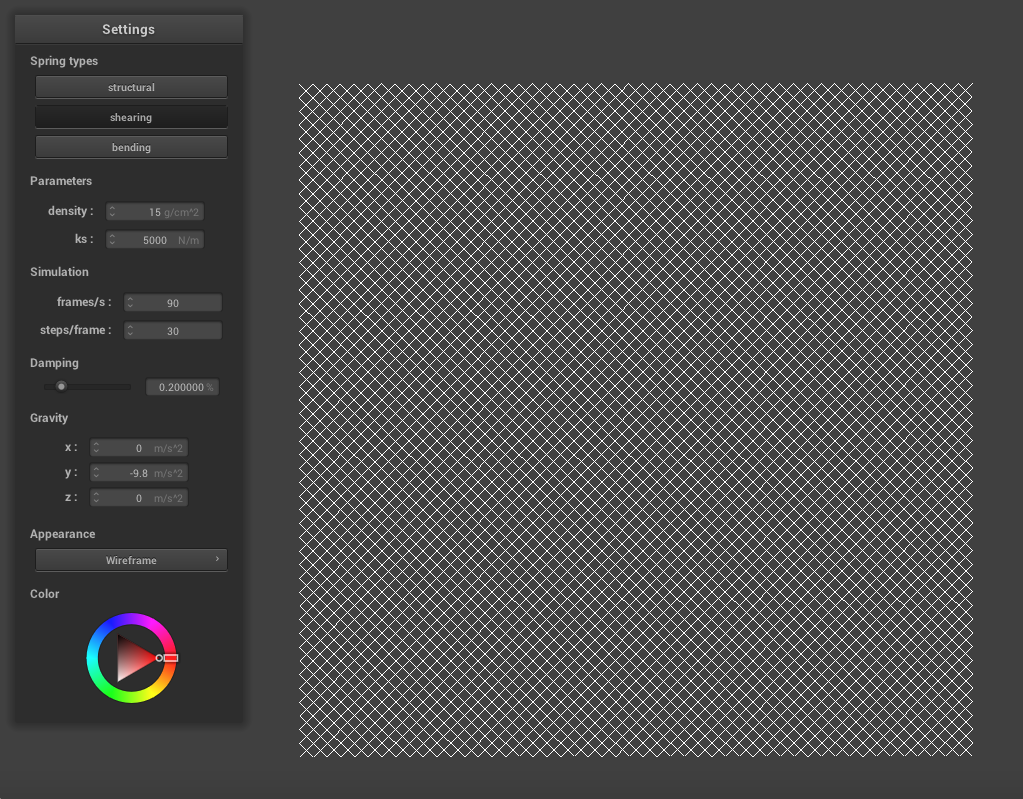 Settings
Spring types
structural
shearing
bending
Parameters
density : 15 g/cm^2
ks : 5000 N/m
Simulation
frames/s : 90
steps/frame : 30
Damping
0.200000 %
Gravity
x : 0 m/s^2
y : -9.8 m/s^2
z : 0 m/s^2
Appearance
Wireframe
Color